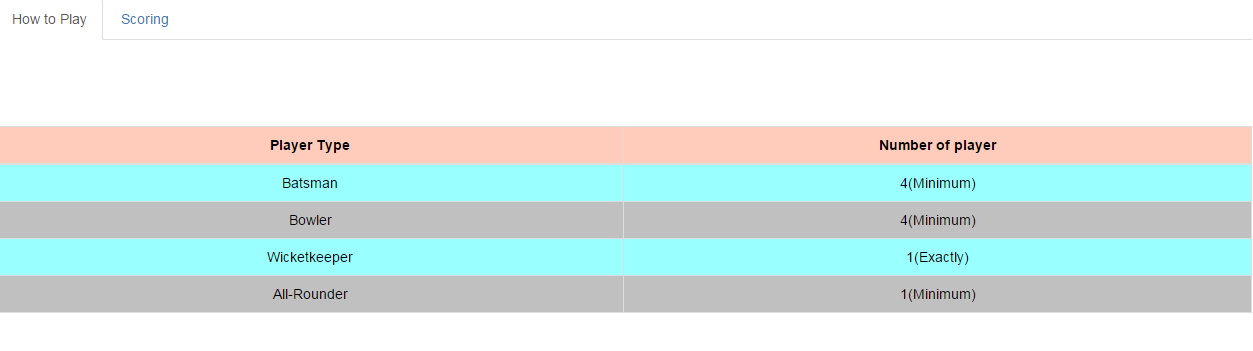 How to Play Scoring
Player Type Number of player
Batsman 4(Minimum)
Bowler 4(Minimum)
Wicketkeeper 1(Exactly)
All-Rounder 1(Minimum)